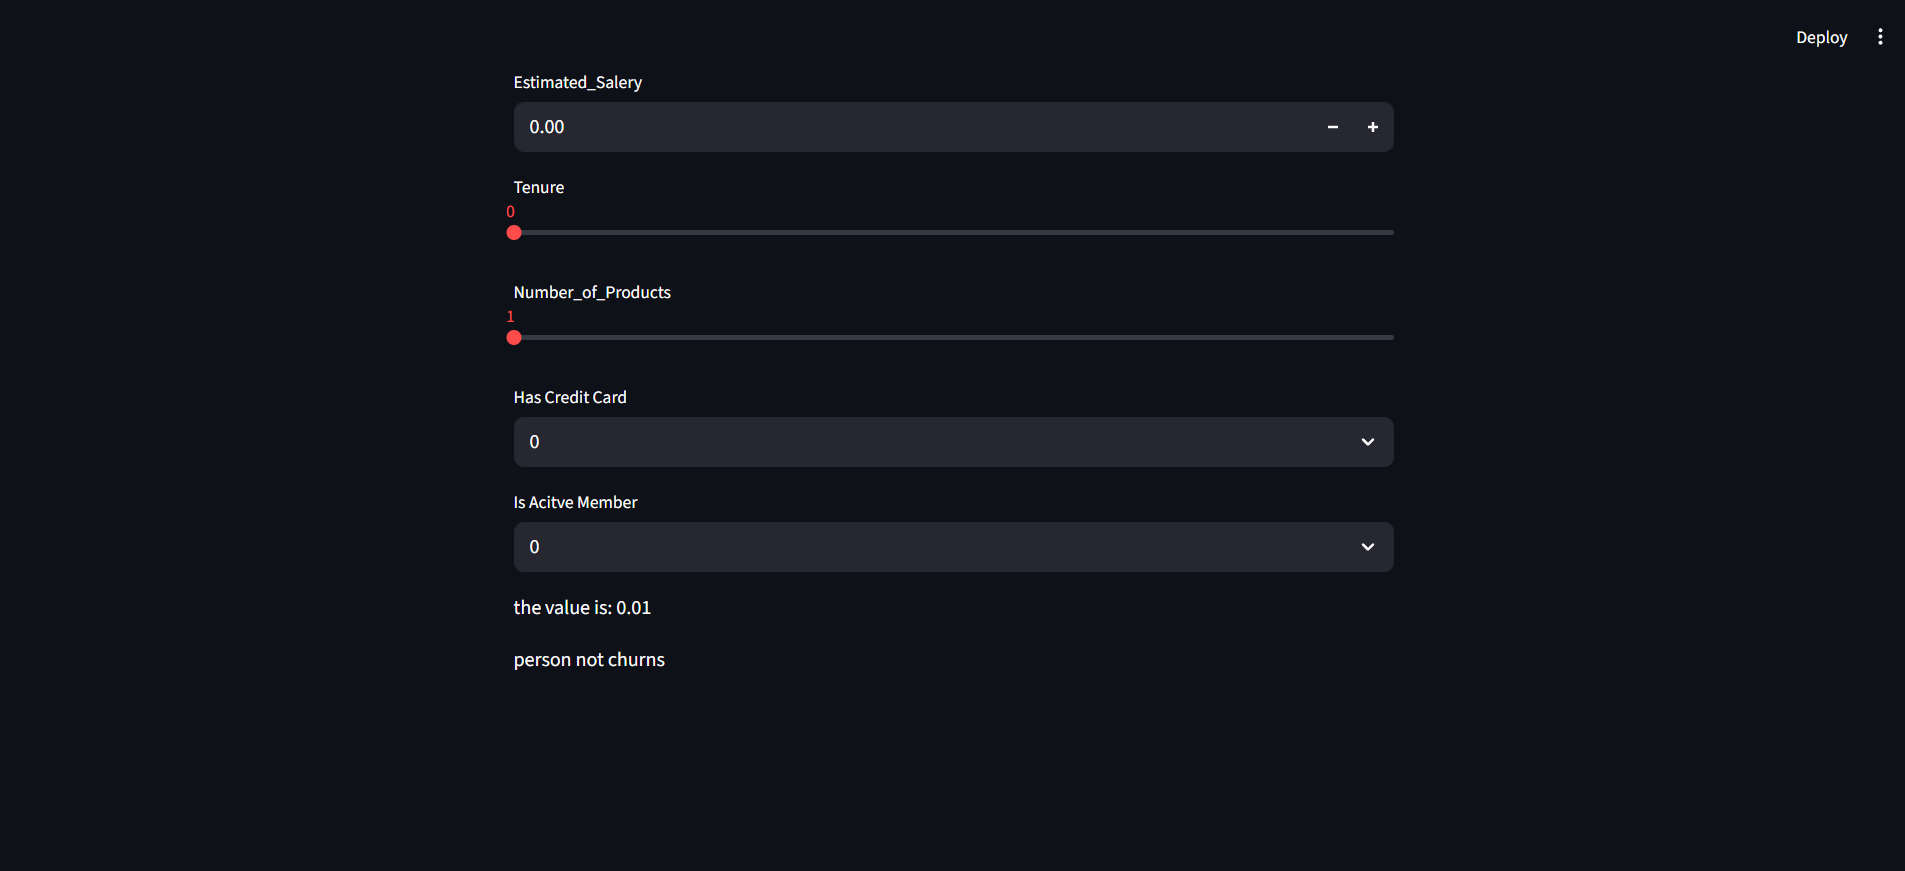 Deploy
Estimated_Salery
0.00
Tenure
0
Number_of_Products
1
Has Credit Card
0
Is Acitve Member
0
the value is: 0.01
person not churns